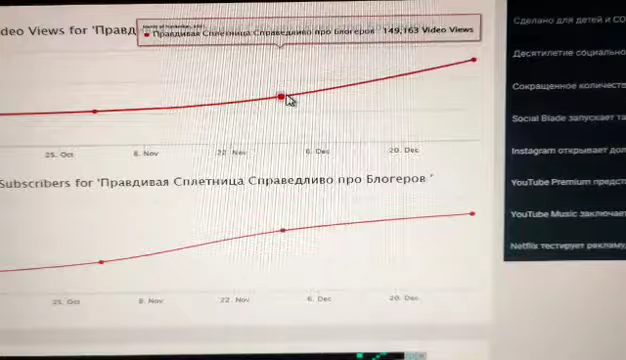 deo Views for 'Правд
Правдивая Сплетница Справедливо про Блогеров 149,163 Video Views
25. Oct 8. Nov 22. Nov 6. Dec 20. Dec
Subscribers for 'Правдивая Сплетница Справедливо про Блогеров '
25. Oct 8. Nov 22. Nov 6. Dec 20. Dec
Сделано для детей и CO
Десятилетие социально
Сокращенное количеств
Social Blade запускает та
Instagram открывает дол
YouTube Premium предст
YouTube Music заключае
Netflix тестирует рекламу